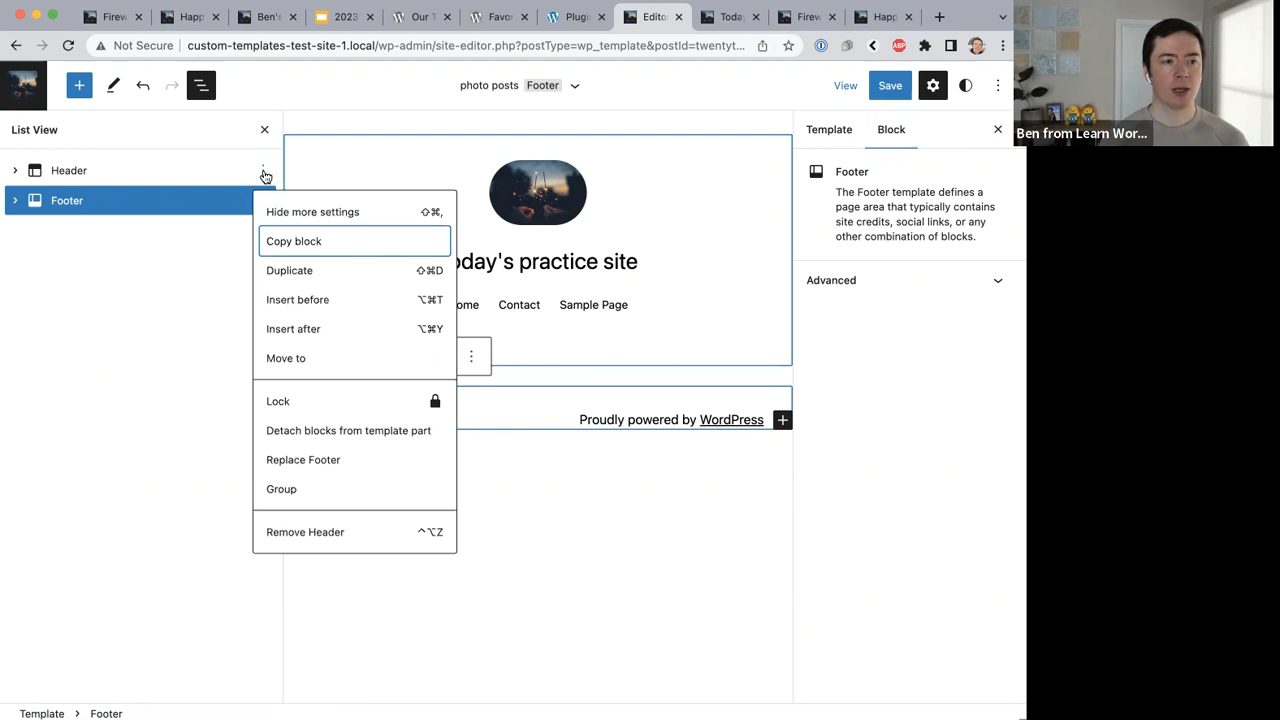 Firew
Happ
Ben's
2023
Our T
Favor
Plugin
Editor
Today
Firew
Happ
Not Secure
custom-templates-test-site-1.local/wp-admin/site-editor.php?postType=wp_template&postId=twentyt...
ABP
photo posts Footer
View
Save
List View
Template
Block
Ben from Learn Wor...
Header
Footer
Footer
The Footer template defines a
page area that typically contains
site credits, social links, or any
other combination of blocks.
Advanced
Hide more settings ⇧⌘,
Copy block
Duplicate ⇧⌘D
Insert before ⌥⌘T
Insert after ⌥⌘Y
Move to
Lock
Detach blocks from template part
Replace Footer
Group
Remove Header ^⌥Z
oday's practice site
ome Contact Sample Page
Proudly powered by WordPress
Template > Footer